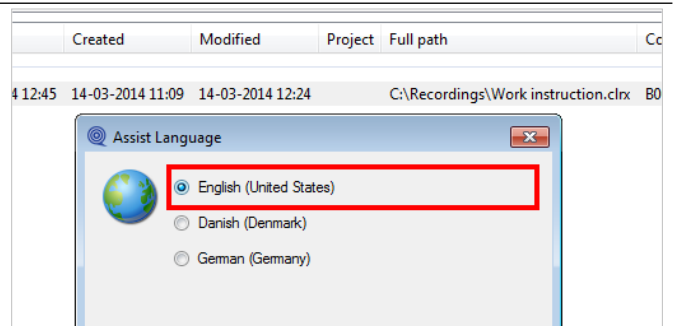 Created Modified Project Full path Co
4 12:45 14-03-2014 11:09 14-03-2014 12:24 C:\Recordings\Work instruction.clrx B0
Assist Language
English (United States)
Danish (Denmark)
German (Germany)